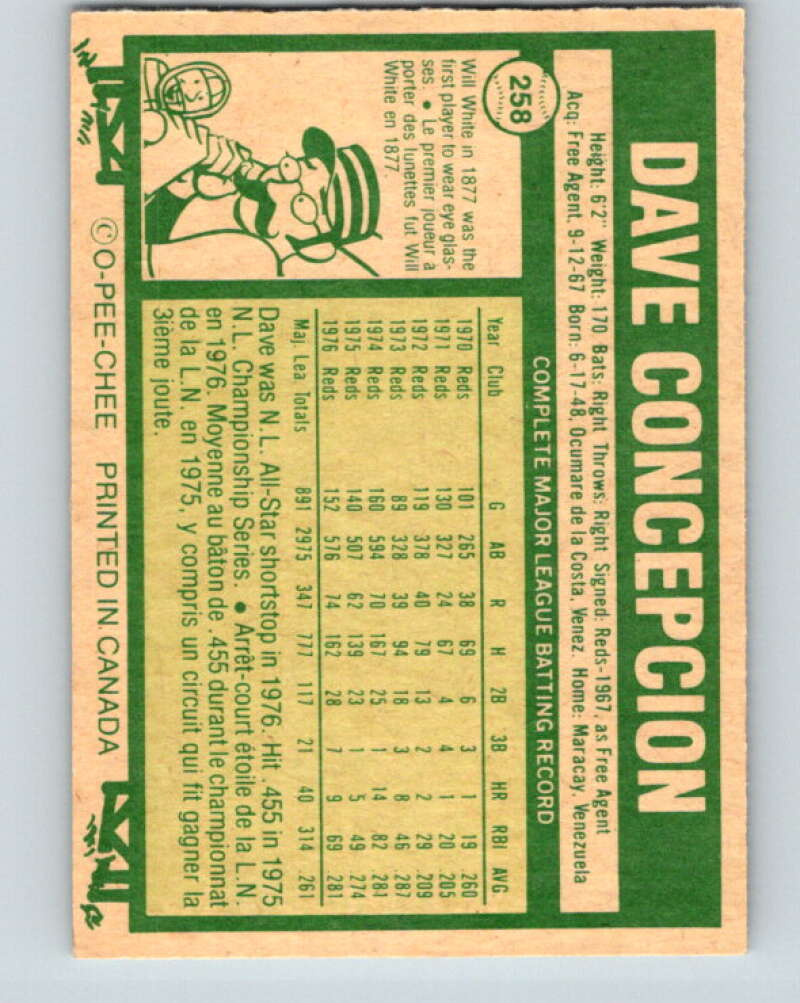 DAVE CONCEPCION
Height: 6'2" Weight: 170 Bats: Right Throws: Right Signed: Reds-1967, as Free Agent
Acq: Free Agent, 9-12-67 Born: 6-17-48, Ocumare de la Costa, Venez. Home: Maracay, Venezuela
258
Will White in 1877 was the
first player to wear eye glas-
ses. • Le premier joueur a
porter des lunettes fut Will
White en 1877.
COMPLETE MAJOR LEAGUE BATTING RECORD
Year Club G AB R H 2B 3B HR RBI AVG
1970 Reds 101 265 38 69 6 3 1 19 260
1971 Reds 130 327 24 67 4 4 1 20 205
1972 Reds 119 378 40 79 13 2 2 29 209
1973 Reds 89 328 39 94 18 3 8 46 287
1974 Reds 160 594 70 167 25 1 14 82 281
1975 Reds 140 507 62 139 23 1 5 49 274
1976 Reds 152 576 74 162 28 7 9 69 281
Maj. Lea Totals 891 2975 347 777 117 21 40 314 261
Dave was N.L. All-Star shortstop in 1976. Hit .455 in 1975
N.L. Championship Series. • Arrêt-court étoile de la L.N.
en 1976. Moyenne au bâton de .455 durant le championnat
de la L.N. en 1975, y compris un circuit qui fit gagner la
3ième joute.
© O-PEE-CHEE PRINTED IN CANADA